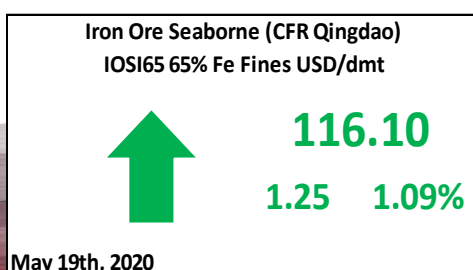 Iron Ore Seaborne (CFR Qingdao)
IOSI65 65% Fe Fines USD/dmt
116.10
1.25 1.09%
May 19th, 2020